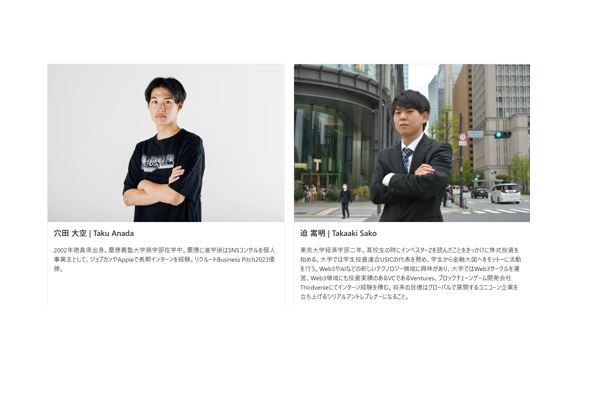 穴田 大空 | Taku Anada
2002年徳島県出身。慶應義塾大学商学部在学中。慶應に進学後はSNSコンサルを個人
事業主として、ジョブカンやAppleで長期インターンを経験。リクルートBusiness Pitch2023優
勝。
迫 嵩明 | Takaaki Sako
東京大学経済学部二年。高校生の時にインベスターZを読んだことをきっかけに株式投資を
始める。大学では学生投資連合USICの代表を務め、学生から金融大国へをモットーに活動
を行う。Web3やAIなどの新しいテクノロジー領域に興味があり、大学ではWeb3サークルを運
営、Web3領域にも投資実績のあるVCであるVentures、ブロックチェーンゲーム開発会社
Thirdverseにてインターン経験を積む。将来の目標はグローバルで展開するユニコーン企業を
立ち上げるシリアルアントレプレナーになること。